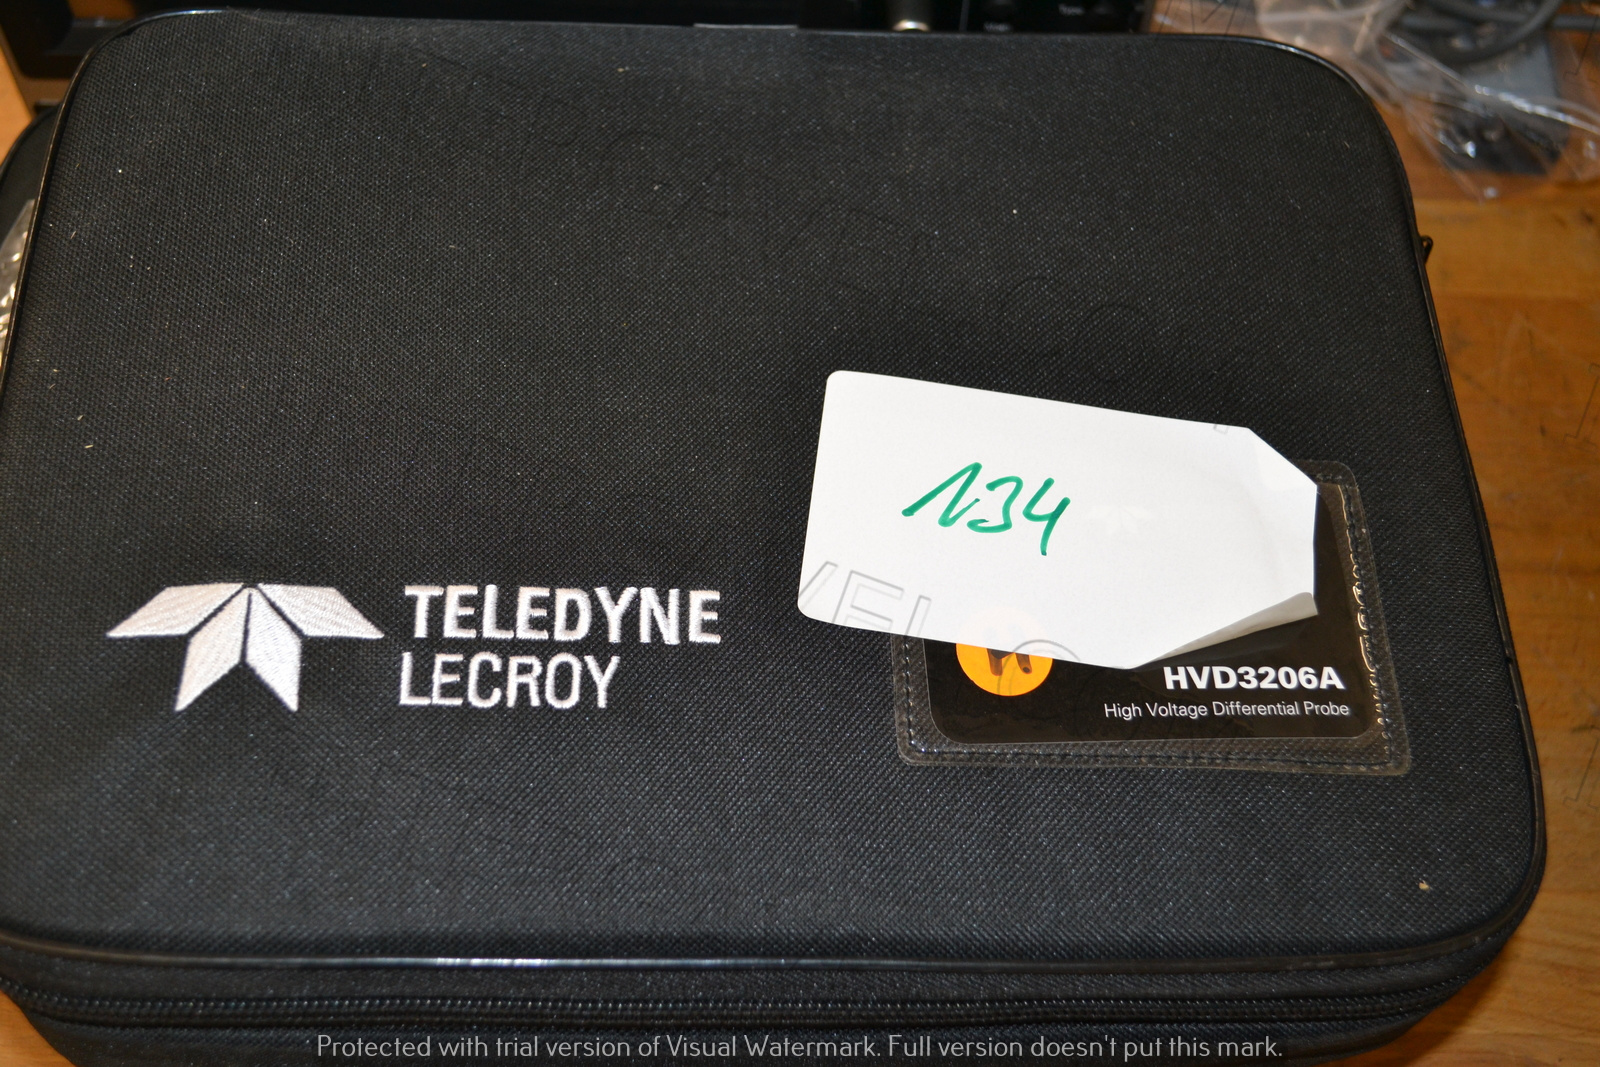 134
TELEDYNE
LECROY
HVD3206A
High Voltage Differential Probe
Protected with trial version of Visual Watermark. Full version doesn't put this mark.